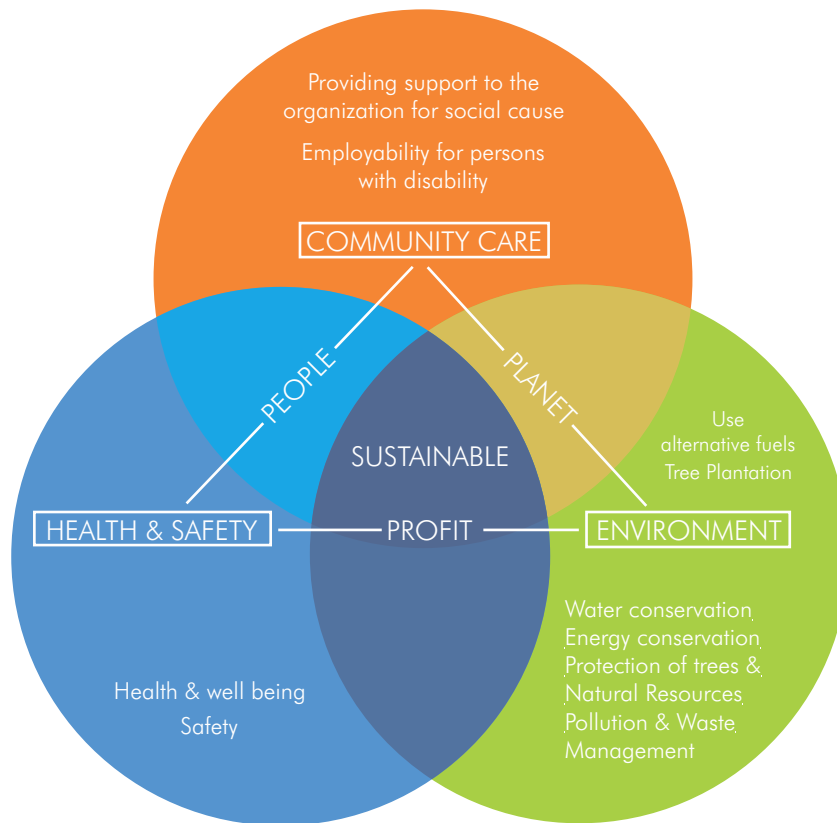 Providing support to the
organization for social cause
Employability for persons
with disability
COMMUNITY CARE
PEOPLE
PLANET
Use
alternative fuels
Tree Plantation
SUSTAINABLE
HEALTH & SAFETY
PROFIT
ENVIRONMENT
Water conservation
Energy conservation
Protection of trees &
Natural Resources
Pollution & Waste
Management
Health & well being
Safety